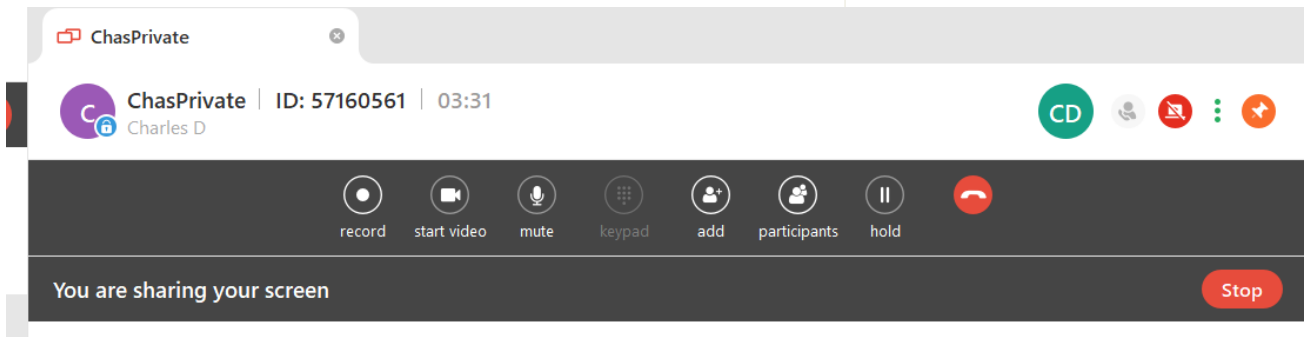 ChasPrivate
C ChasPrivate ID: 57160561 03:31
Charles D
CD
record start video mute keypad add participants hold
You are sharing your screen Stop